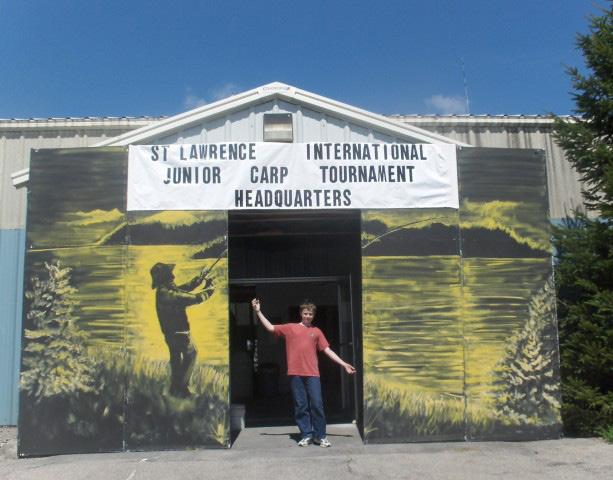 ST LAWRENCE INTERNATIONAL
JUNIOR CARP TOURNAMENT
HEADQUARTERS